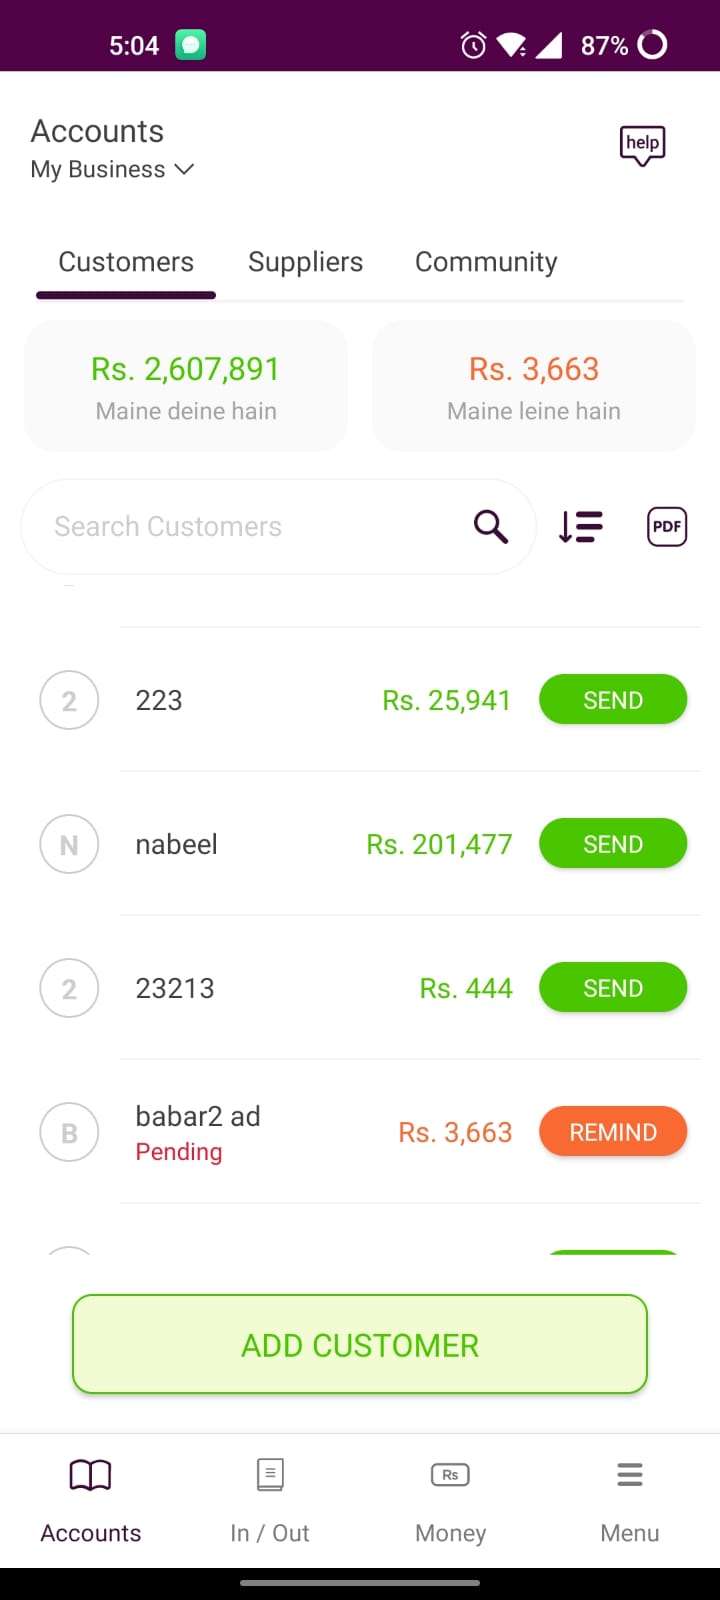 5:04
87%
Accounts
help
My Business
Customers Suppliers Community
Rs. 2,607,891 Rs. 3,663
Maine deine hain Maine leine hain
Search Customers PDF
2 223 Rs. 25,941 SEND
N nabeel Rs. 201,477 SEND
2 23213 Rs. 444 SEND
B babar2 ad Rs. 3,663 REMIND
Pending
ADD CUSTOMER
Rs
Accounts In / Out Money Menu